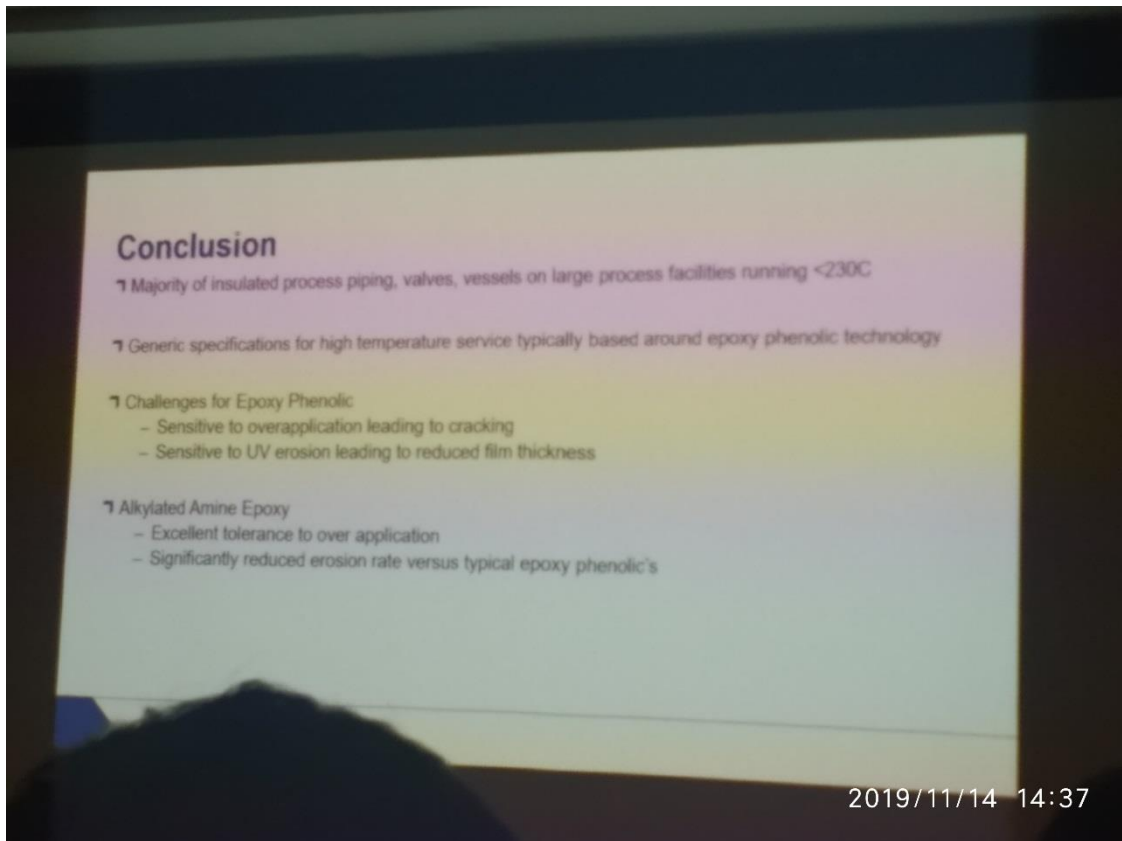 Conclusion
Majority of insulated process piping, valves, vessels on large process facilities running <230C
Generic specifications for high temperature service typically based around epoxy phenolic technology
Challenges for Epoxy Phenolic
– Sensitive to overapplication leading to cracking
– Sensitive to UV erosion leading to reduced film thickness
Alkylated Amine Epoxy
– Excellent tolerance to over application
– Significantly reduced erosion rate versus typical epoxy phenolic's
2019/11/14 14:37